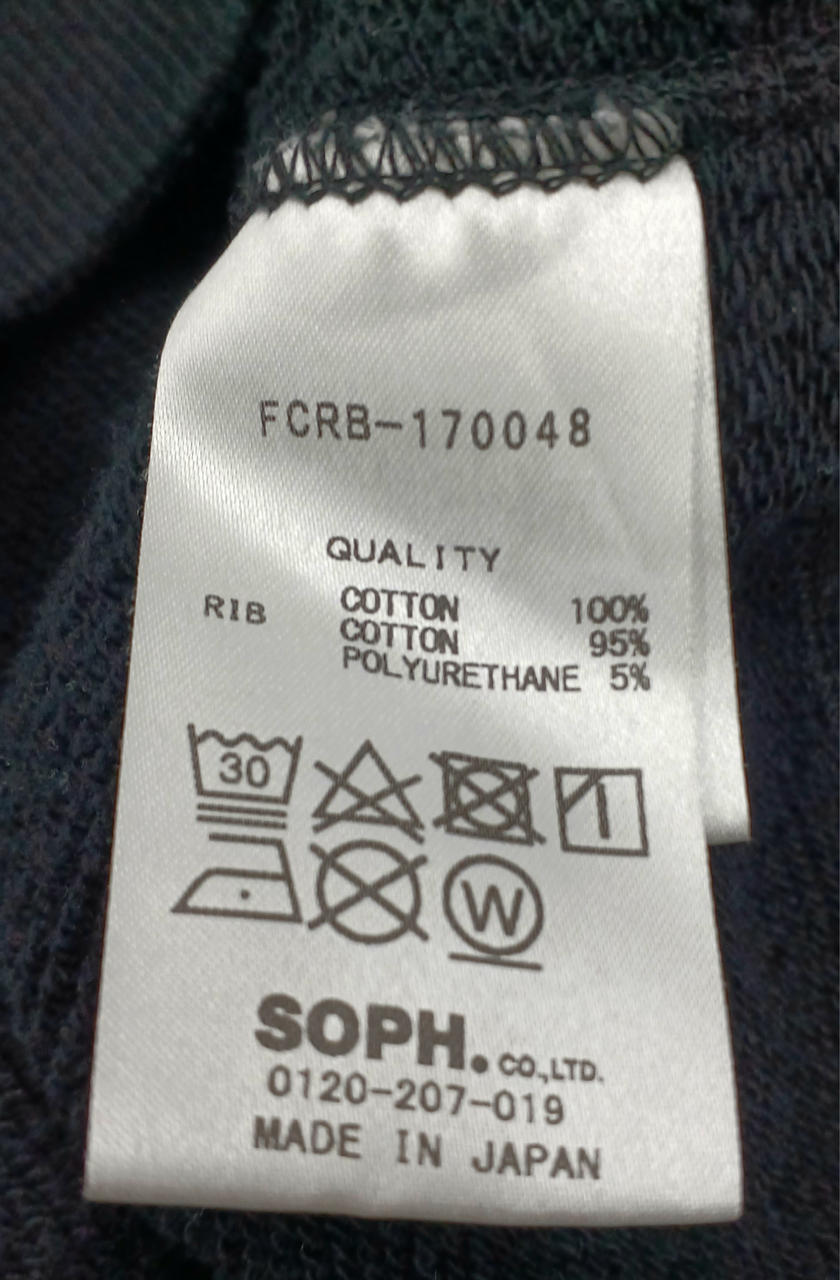 FCRB-170048
QUALITY
COTTON 100%
RIB COTTON 95%
POLYURETHANE 5%
30
W
SOPH. CO.,LTD.
0120-207-019
MADE IN JAPAN